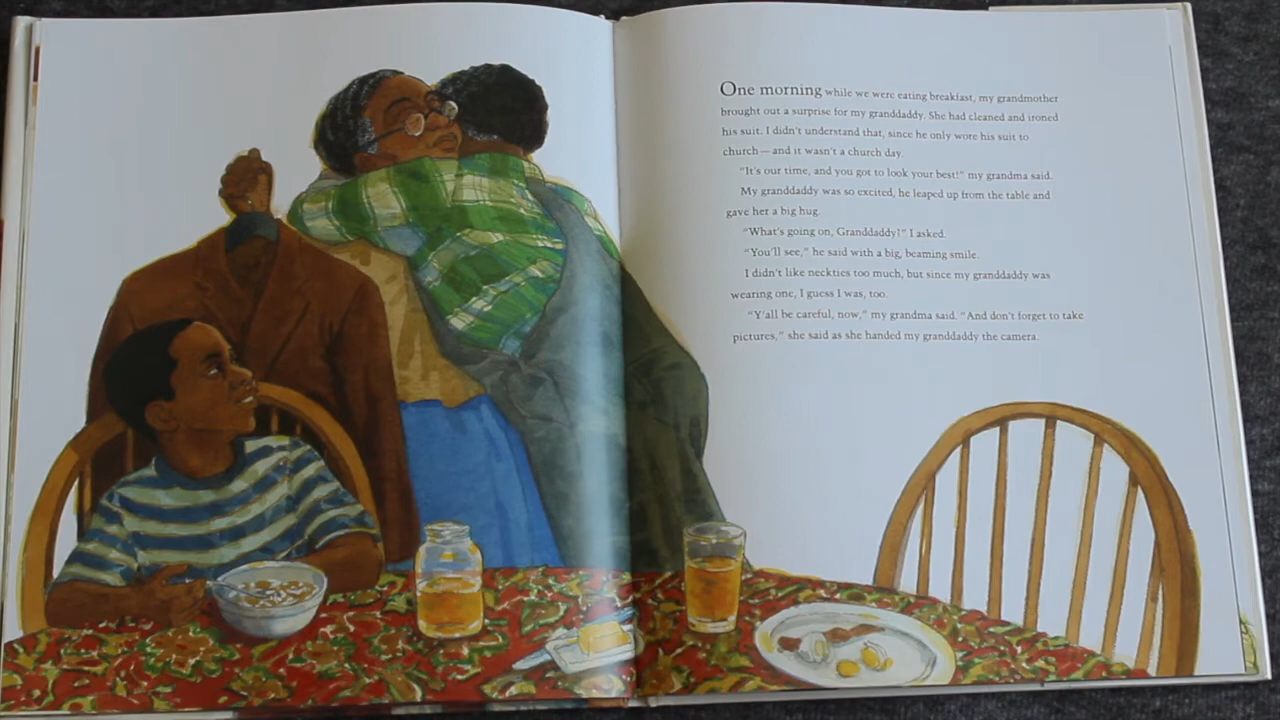 One morning while we were eating breakfast, my grandmother
brought out a surprise for my granddaddy. She had cleaned and ironed
his suit. I didn't understand that, since he only wore his suit to
church—and it wasn't a church day.
"It's our time, and you got to look your best!" my grandma said.
My granddaddy was so excited, he leaped up from the table and
gave her a big hug.
"What's going on, Granddaddy?" I asked.
"You'll see," he said with a big, beaming smile.
I didn't like neckties too much, but since my granddaddy was
wearing one, I guess I was, too.
"Y'all be careful, now," my grandma said. "And don't forget to take
pictures," she said as she handed my granddaddy the camera.